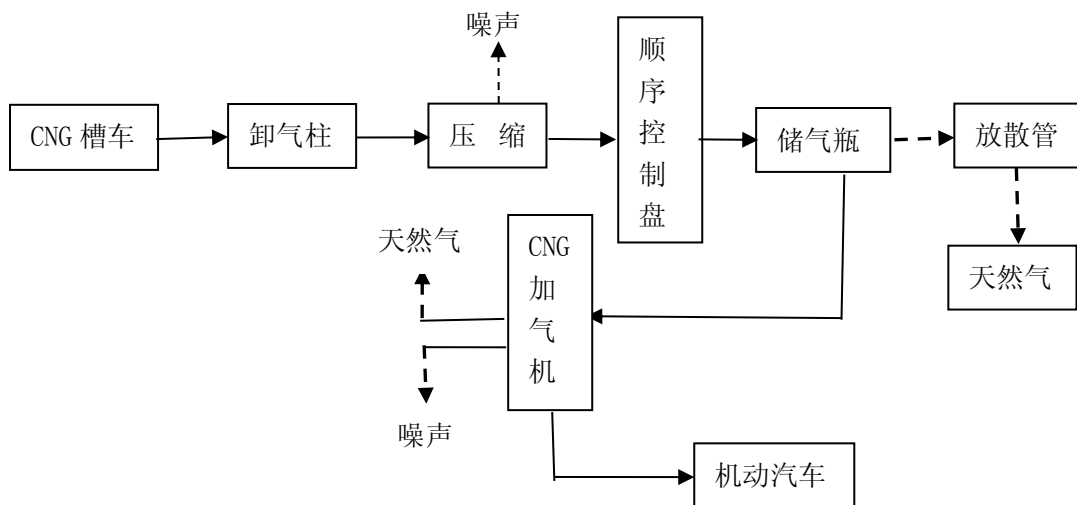 噪声
CNG 槽车
卸气柱
压 缩
顺
序
控
制
盘
储气瓶
放散管
天然气
天然气
CNG
加
气
机
噪声
机动汽车